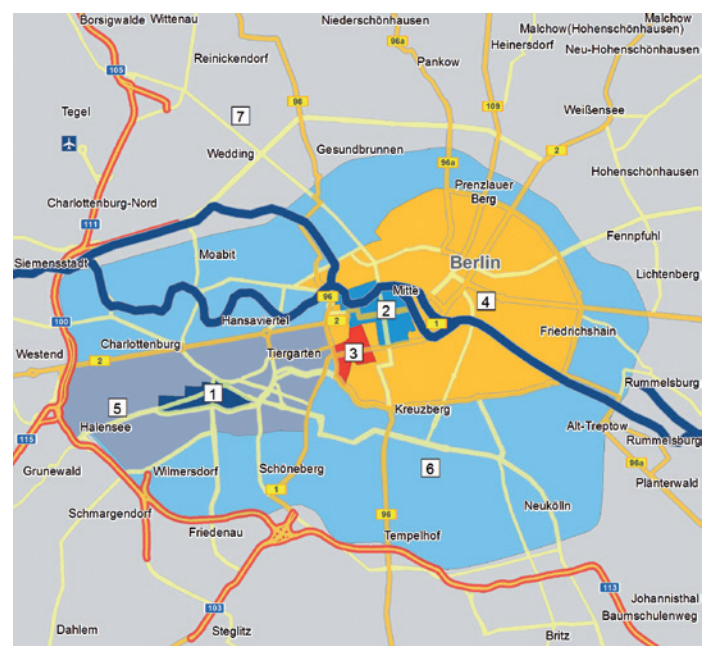 Borsigwalde Wittenau
Niederschönhausen
Malchow
Malchow(Hohenschönhausen)
96a
Heinersdorf
Neu-Hohenschönhausen
Reinickendorf
Pankow
105
96
109
Tegel
7
Weißensee
Gesundbrunnen
Wedding
96a
2
Hohenschönhausen
Prenzlauer
Berg
Charlottenburg-Nord
111
Fennpfuhl
Moabit
Siemensstadt
Berlin
Lichtenberg
96
Mitte
4
2
100
Hansaviertel
2
1
Friedrichshain
Charlottenburg
Tiergarten
3
Westend
2
1
Rummelsburg
5
Kreuzberg
Halensee
Alt-Treptow
115
Rummelsburg
Grunewald
Wilmersdorf
Schöneberg
6
96a
Plänterwald
1
Schmargendorf
96
Neukölln
Friedenau
Tempelhof
113
Johannisthal
103
Baumschulenweg
Dahlem
Steglitz
Britz